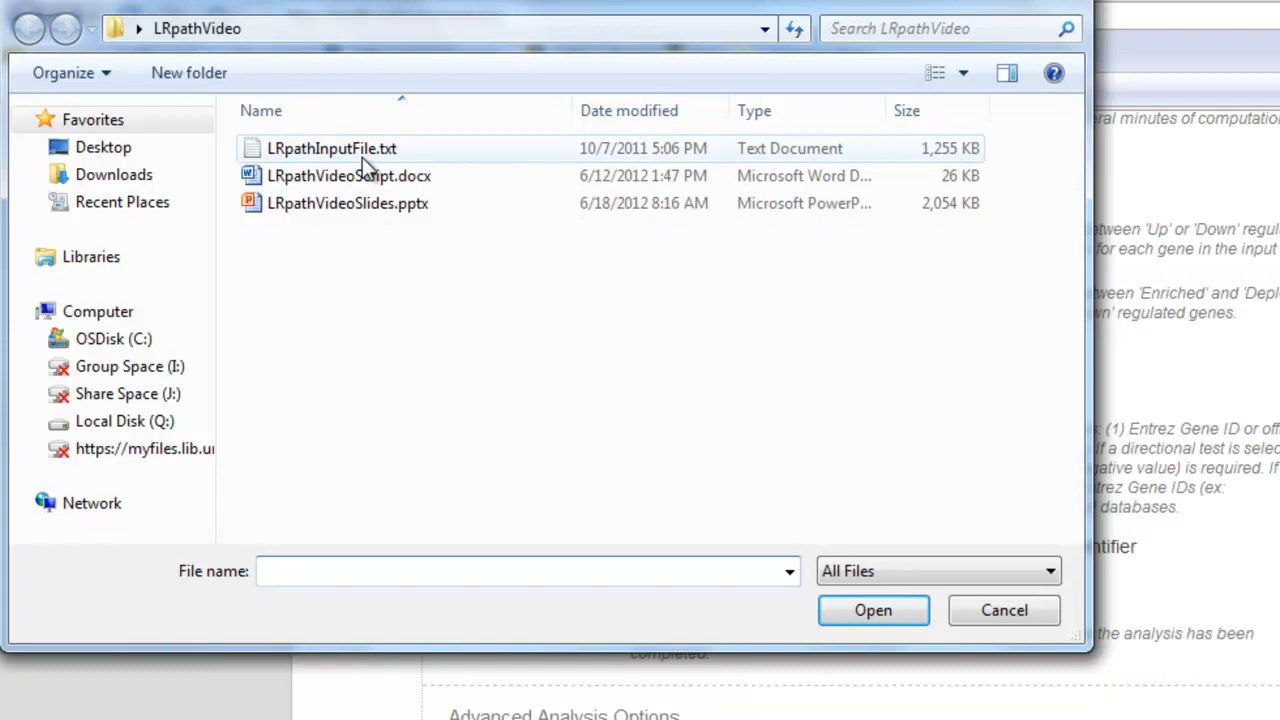 LRpathVideo
Search LRpathVideo
Organize
New folder
Name
Date modified
Type
Size
Favorites
Desktop
Downloads
Recent Places
Libraries
Computer
OSDisk (C:)
Group Space (I:)
Share Space (J:)
Local Disk (Q:)
https://myfiles.lib.ur
Network
LRpathInputFile.txt 10/7/2011 5:06 PM Text Document 1,255 KB
LRpathVideoScript.docx 6/12/2012 1:47 PM Microsoft Word D... 26 KB
LRpathVideoSlides.pptx 6/18/2012 8:16 AM Microsoft PowerP... 2,054 KB
File name:
All Files
Open
Cancel
eral minutes of computation
etween 'Up' or 'Down' regul
for each gene in the input
ween 'Enriched' and 'Depl
wn' regulated genes.
s: (1) Entrez Gene ID or off
If a directional test is selec
gative value) is required. If
trez Gene IDs (ex:
databases.
ntifier
the analysis has been
completed.
Advanced Analysis Options